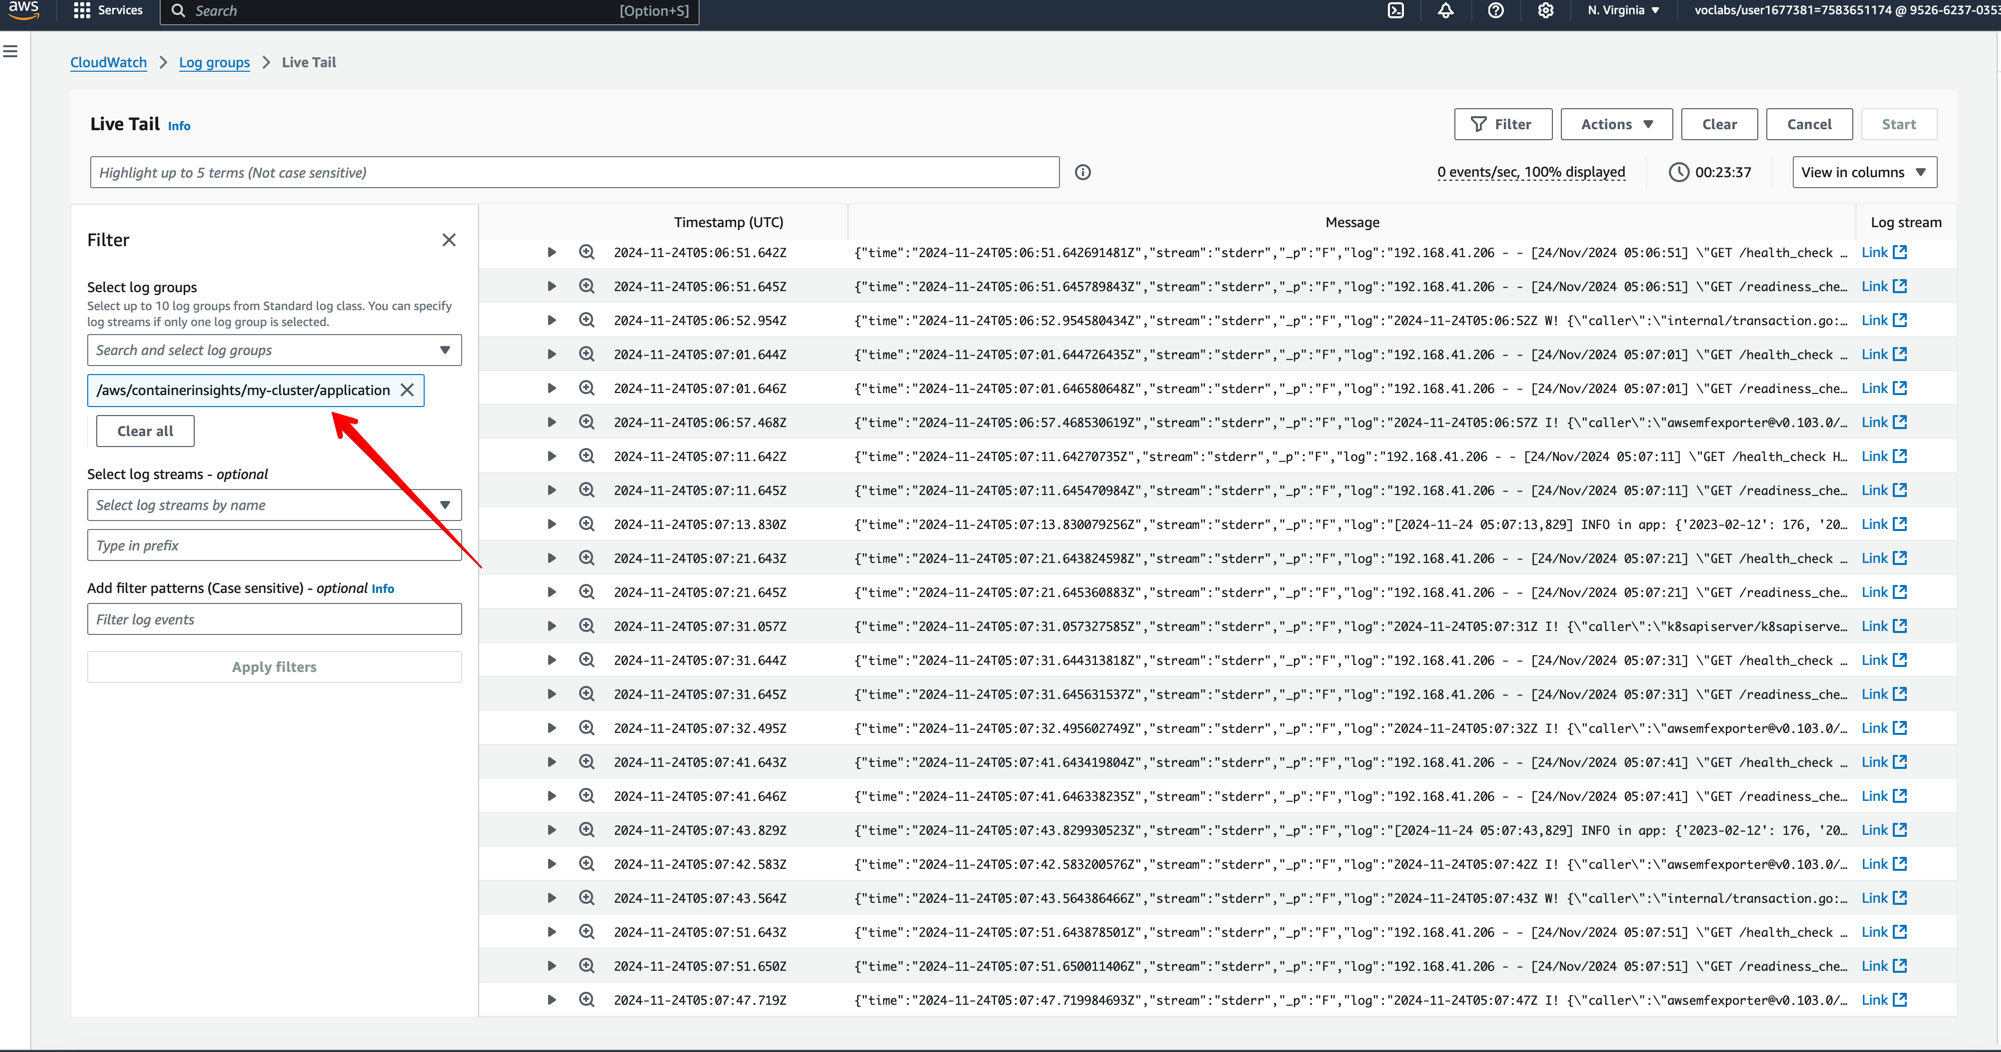 aws Services Search [Option+S] N. Virginia voclabs/user1677381=7583651174 @ 9526-6237-0353
CloudWatch > Log groups > Live Tail
Live Tail Info Filter Actions Clear Cancel Start
Highlight up to 5 terms (Not case sensitive) 0 events/sec, 100% displayed 00:23:37 View in columns
Filter
Select log groups
Select up to 10 log groups from Standard log class. You can specify
log streams if only one log group is selected.
Search and select log groups
/aws/containerinsights/my-cluster/application
Clear all
Select log streams - optional
Select log streams by name
Type in prefix
Add filter patterns (Case sensitive) - optional Info
Filter log events
Apply filters
Timestamp (UTC) Message Log stream
2024-11-24T05:06:51.642Z {"time":"2024-11-24T05:06:51.642691481Z","stream":"stderr","_p":"F","log":"192.168.41.206 - - [24/Nov/2024 05:06:51] \"GET /health_check … Link
2024-11-24T05:06:51.645Z {"time":"2024-11-24T05:06:51.645789843Z","stream":"stderr","_p":"F","log":"192.168.41.206 - - [24/Nov/2024 05:06:51] \"GET /readiness_che… Link
2024-11-24T05:06:52.954Z {"time":"2024-11-24T05:06:52.954580434Z","stream":"stderr","_p":"F","log":"2024-11-24T05:06:52Z W! {\"caller\":\"internal/transaction.go:… Link
2024-11-24T05:07:01.644Z {"time":"2024-11-24T05:07:01.644726435Z","stream":"stderr","_p":"F","log":"192.168.41.206 - - [24/Nov/2024 05:07:01] \"GET /health_check … Link
2024-11-24T05:07:01.646Z {"time":"2024-11-24T05:07:01.646580648Z","stream":"stderr","_p":"F","log":"192.168.41.206 - - [24/Nov/2024 05:07:01] \"GET /readiness_che… Link
2024-11-24T05:06:57.468Z {"time":"2024-11-24T05:06:57.468530619Z","stream":"stderr","_p":"F","log":"2024-11-24T05:06:57Z I! {\"caller\":\"awsemfexporter@v0.103.0/… Link
2024-11-24T05:07:11.642Z {"time":"2024-11-24T05:07:11.64270735Z","stream":"stderr","_p":"F","log":"192.168.41.206 - - [24/Nov/2024 05:07:11] \"GET /health_check H… Link
2024-11-24T05:07:11.645Z {"time":"2024-11-24T05:07:11.645470984Z","stream":"stderr","_p":"F","log":"192.168.41.206 - - [24/Nov/2024 05:07:11] \"GET /readiness_che… Link
2024-11-24T05:07:13.830Z {"time":"2024-11-24T05:07:13.830079256Z","stream":"stderr","_p":"F","log":"[2024-11-24 05:07:13,829] INFO in app: {'2023-02-12': 176, '20… Link
2024-11-24T05:07:21.643Z {"time":"2024-11-24T05:07:21.643824598Z","stream":"stderr","_p":"F","log":"192.168.41.206 - - [24/Nov/2024 05:07:21] \"GET /health_check … Link
2024-11-24T05:07:21.645Z {"time":"2024-11-24T05:07:21.645360883Z","stream":"stderr","_p":"F","log":"192.168.41.206 - - [24/Nov/2024 05:07:21] \"GET /readiness_che… Link
2024-11-24T05:07:31.057Z {"time":"2024-11-24T05:07:31.057327585Z","stream":"stderr","_p":"F","log":"2024-11-24T05:07:31Z I! {\"caller\":\"k8sapiserver/k8sapiserve… Link
2024-11-24T05:07:31.644Z {"time":"2024-11-24T05:07:31.644313818Z","stream":"stderr","_p":"F","log":"192.168.41.206 - - [24/Nov/2024 05:07:31] \"GET /health_check … Link
2024-11-24T05:07:31.645Z {"time":"2024-11-24T05:07:31.645631537Z","stream":"stderr","_p":"F","log":"192.168.41.206 - - [24/Nov/2024 05:07:31] \"GET /readiness_che… Link
2024-11-24T05:07:32.495Z {"time":"2024-11-24T05:07:32.495602749Z","stream":"stderr","_p":"F","log":"2024-11-24T05:07:32Z I! {\"caller\":\"awsemfexporter@v0.103.0/… Link
2024-11-24T05:07:41.643Z {"time":"2024-11-24T05:07:41.643419804Z","stream":"stderr","_p":"F","log":"192.168.41.206 - - [24/Nov/2024 05:07:41] \"GET /health_check … Link
2024-11-24T05:07:41.646Z {"time":"2024-11-24T05:07:41.646338235Z","stream":"stderr","_p":"F","log":"192.168.41.206 - - [24/Nov/2024 05:07:41] \"GET /readiness_che… Link
2024-11-24T05:07:43.829Z {"time":"2024-11-24T05:07:43.829930523Z","stream":"stderr","_p":"F","log":"[2024-11-24 05:07:43,829] INFO in app: {'2023-02-12': 176, '20… Link
2024-11-24T05:07:42.583Z {"time":"2024-11-24T05:07:42.583200576Z","stream":"stderr","_p":"F","log":"2024-11-24T05:07:42Z I! {\"caller\":\"awsemfexporter@v0.103.0/… Link
2024-11-24T05:07:43.564Z {"time":"2024-11-24T05:07:43.564386466Z","stream":"stderr","_p":"F","log":"2024-11-24T05:07:43Z W! {\"caller\":\"internal/transaction.go:… Link
2024-11-24T05:07:51.643Z {"time":"2024-11-24T05:07:51.643878501Z","stream":"stderr","_p":"F","log":"192.168.41.206 - - [24/Nov/2024 05:07:51] \"GET /health_check … Link
2024-11-24T05:07:51.650Z {"time":"2024-11-24T05:07:51.650011406Z","stream":"stderr","_p":"F","log":"192.168.41.206 - - [24/Nov/2024 05:07:51] \"GET /readiness_che… Link
2024-11-24T05:07:47.719Z {"time":"2024-11-24T05:07:47.719984693Z","stream":"stderr","_p":"F","log":"2024-11-24T05:07:47Z I! {\"caller\":\"awsemfexporter@v0.103.0/… Link